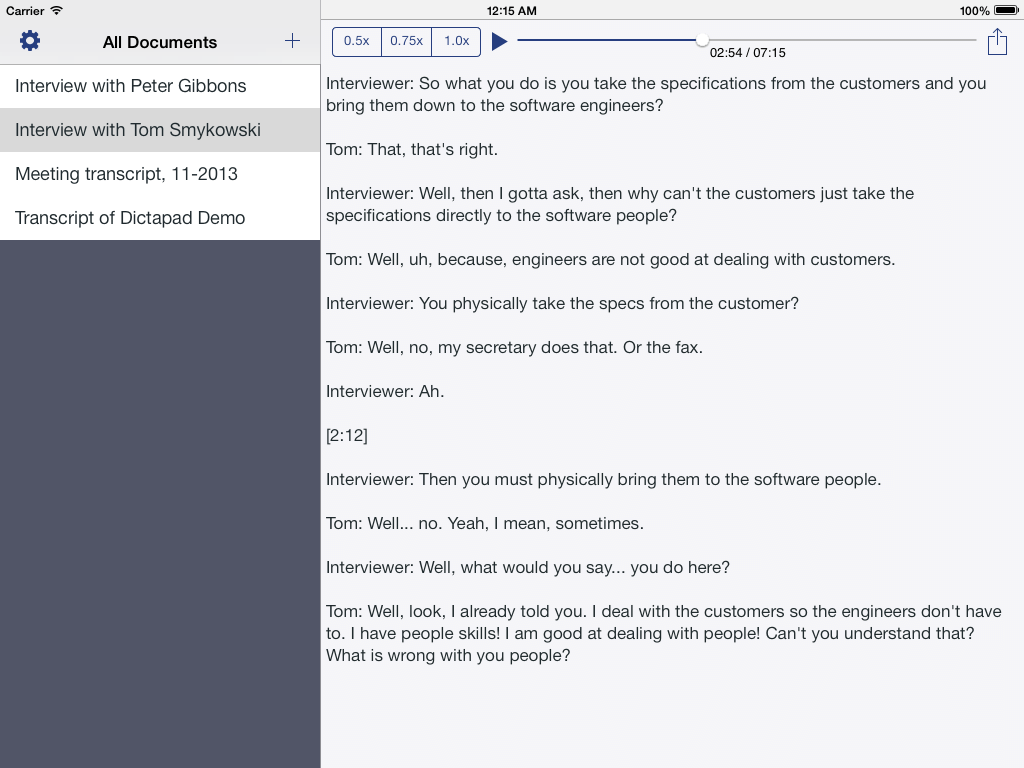 Carrier
12:15 AM
100%
All Documents
+
0.5x
0.75x
1.0x
02:54 / 07:15
Interview with Peter Gibbons
Interview with Tom Smykowski
Meeting transcript, 11-2013
Transcript of Dictapad Demo
Interviewer: So what you do is you take the specifications from the customers and you
bring them down to the software engineers?
Tom: That, that's right.
Interviewer: Well, then I gotta ask, then why can't the customers just take the
specifications directly to the software people?
Tom: Well, uh, because, engineers are not good at dealing with customers.
Interviewer: You physically take the specs from the customer?
Tom: Well, no, my secretary does that. Or the fax.
Interviewer: Ah.
[2:12]
Interviewer: Then you must physically bring them to the software people.
Tom: Well... no. Yeah, I mean, sometimes.
Interviewer: Well, what would you say... you do here?
Tom: Well, look, I already told you. I deal with the customers so the engineers don't have
to. I have people skills! I am good at dealing with people! Can't you understand that?
What is wrong with you people?